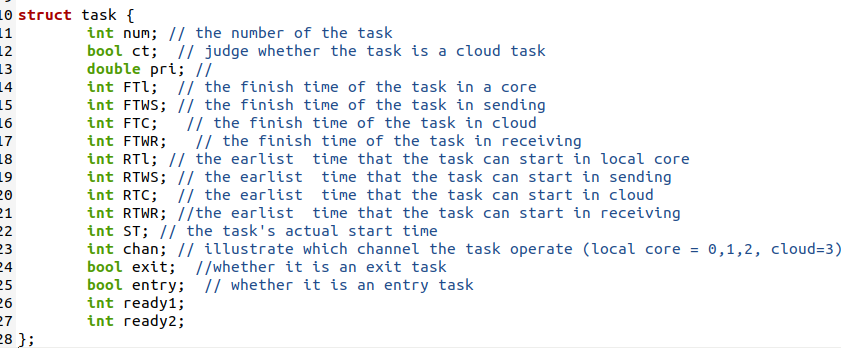 10 struct task {
11 int num; // the number of the task
12 bool ct; // judge whether the task is a cloud task
13 double pri; //
14 int FTl; // the finish time of the task in a core
15 int FTWS; // the finish time of the task in sending
16 int FTC; // the finish time of the task in cloud
17 int FTWR; // the finish time of the task in receiving
18 int RTl; // the earlist time that the task can start in local core
19 int RTWS; // the earlist time that the task can start in sending
20 int RTC; // the earlist time that the task can start in cloud
21 int RTWR; //the earlist time that the task can start in receiving
22 int ST; // the task's actual start time
23 int chan; // illustrate which channel the task operate (local core = 0,1,2, cloud=3)
24 bool exit; //whether it is an exit task
25 bool entry; // whether it is an entry task
26 int ready1;
27 int ready2;
28 };